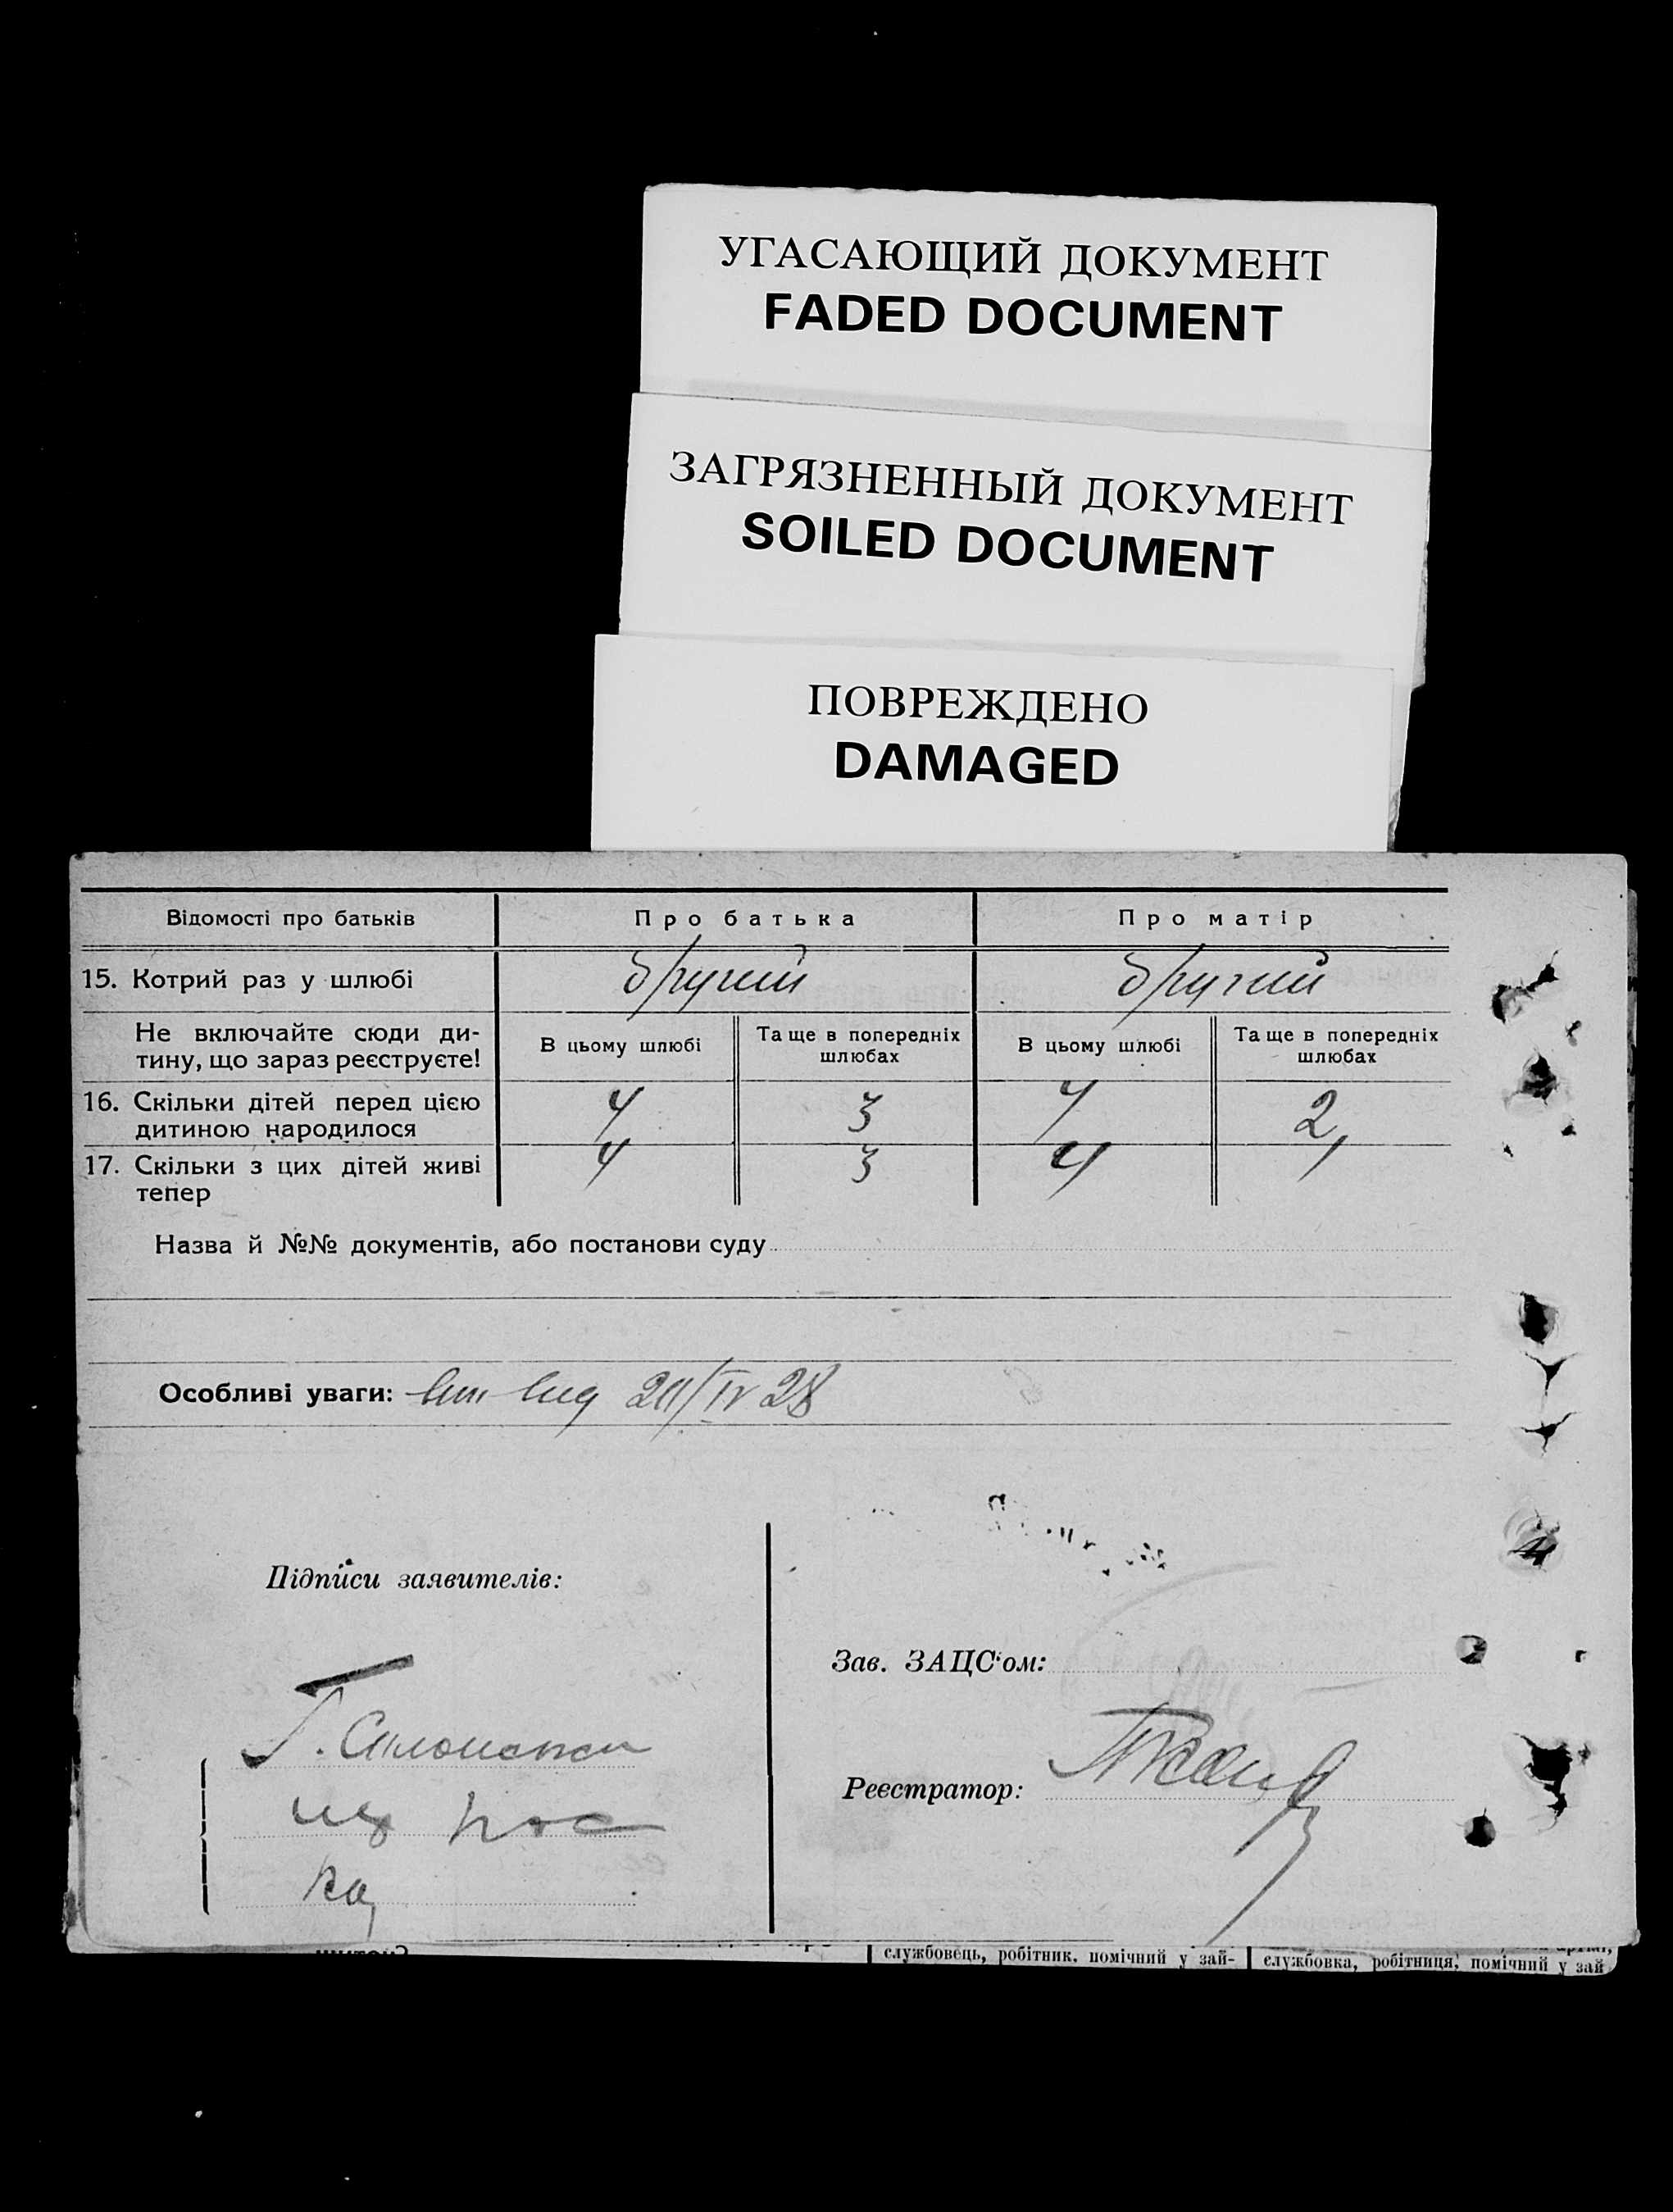 УГАСАЮЩИЙ ДОКУМЕНТ
FADED DOCUMENT
ЗАГРЯЗНЕННЫЙ ДОКУМЕНТ
SOILED DOCUMENT
ПОВРЕЖДЕНО
DAMAGED
Відомості про батьків Про батька Про матір
15. Котрий раз у шлюбі другий другий
Не включайте сюди ди-
тину, що зараз реєструєте!
В цьому шлюбі Та ще в попередніх шлюбах В цьому шлюбі Та ще в попередніх шлюбах
16. Скільки дітей перед цією
дитиною народилося 4 3 4 2
17. Скільки з цих дітей живі
тепер 4 3 4 1
Назва й №№ документів, або постанови суду
Особливі уваги: 28
Підписи заявителів:
Зав. ЗАЦС'ом:
Реєстратор:
службовець, робітник. помічний у зай- службовка, робітниця, помічний у зай